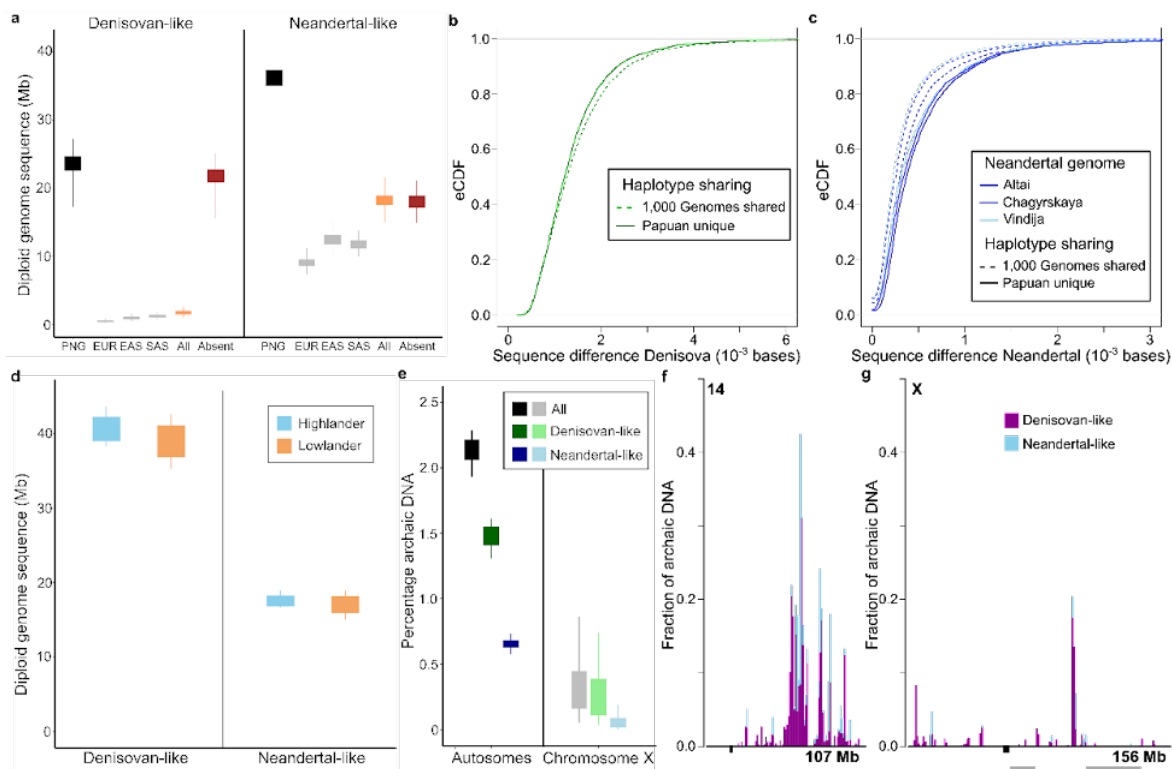 a
Denisovan-like
Neandertal-like
Diploid genome sequence (Mb)
40
30
20
10
0
PNG EUR EAS SAS All Absent
PNG EUR EAS SAS All Absent
b
eCDF
1.0
0.8
0.6
0.4
0.2
0.0
Haplotype sharing
1,000 Genomes shared
Papuan unique
0 2 4 6
Sequence difference Denisova (10-3 bases)
c
eCDF
1.0
0.8
0.6
0.4
0.2
0.0
Neandertal genome
Altai
Chagyrskaya
Vindija
Haplotype sharing
1,000 Genomes shared
Papuan unique
0 1 2 3
Sequence difference Neandertal (10-3 bases)
d
Diploid genome sequence (Mb)
40
30
20
10
0
Highlander
Lowlander
Denisovan-like
Neandertal-like
e
Percentage archaic DNA
2.5
2.0
1.5
1.0
0.5
0
All
Denisovan-like
Neandertal-like
Autosomes
Chromosome X
f
14
Fraction of archaic DNA
0.4
0.2
0.0
107 Mb
g
X
Denisovan-like
Neandertal-like
Fraction of archaic DNA
0.4
0.2
0.0
156 Mb